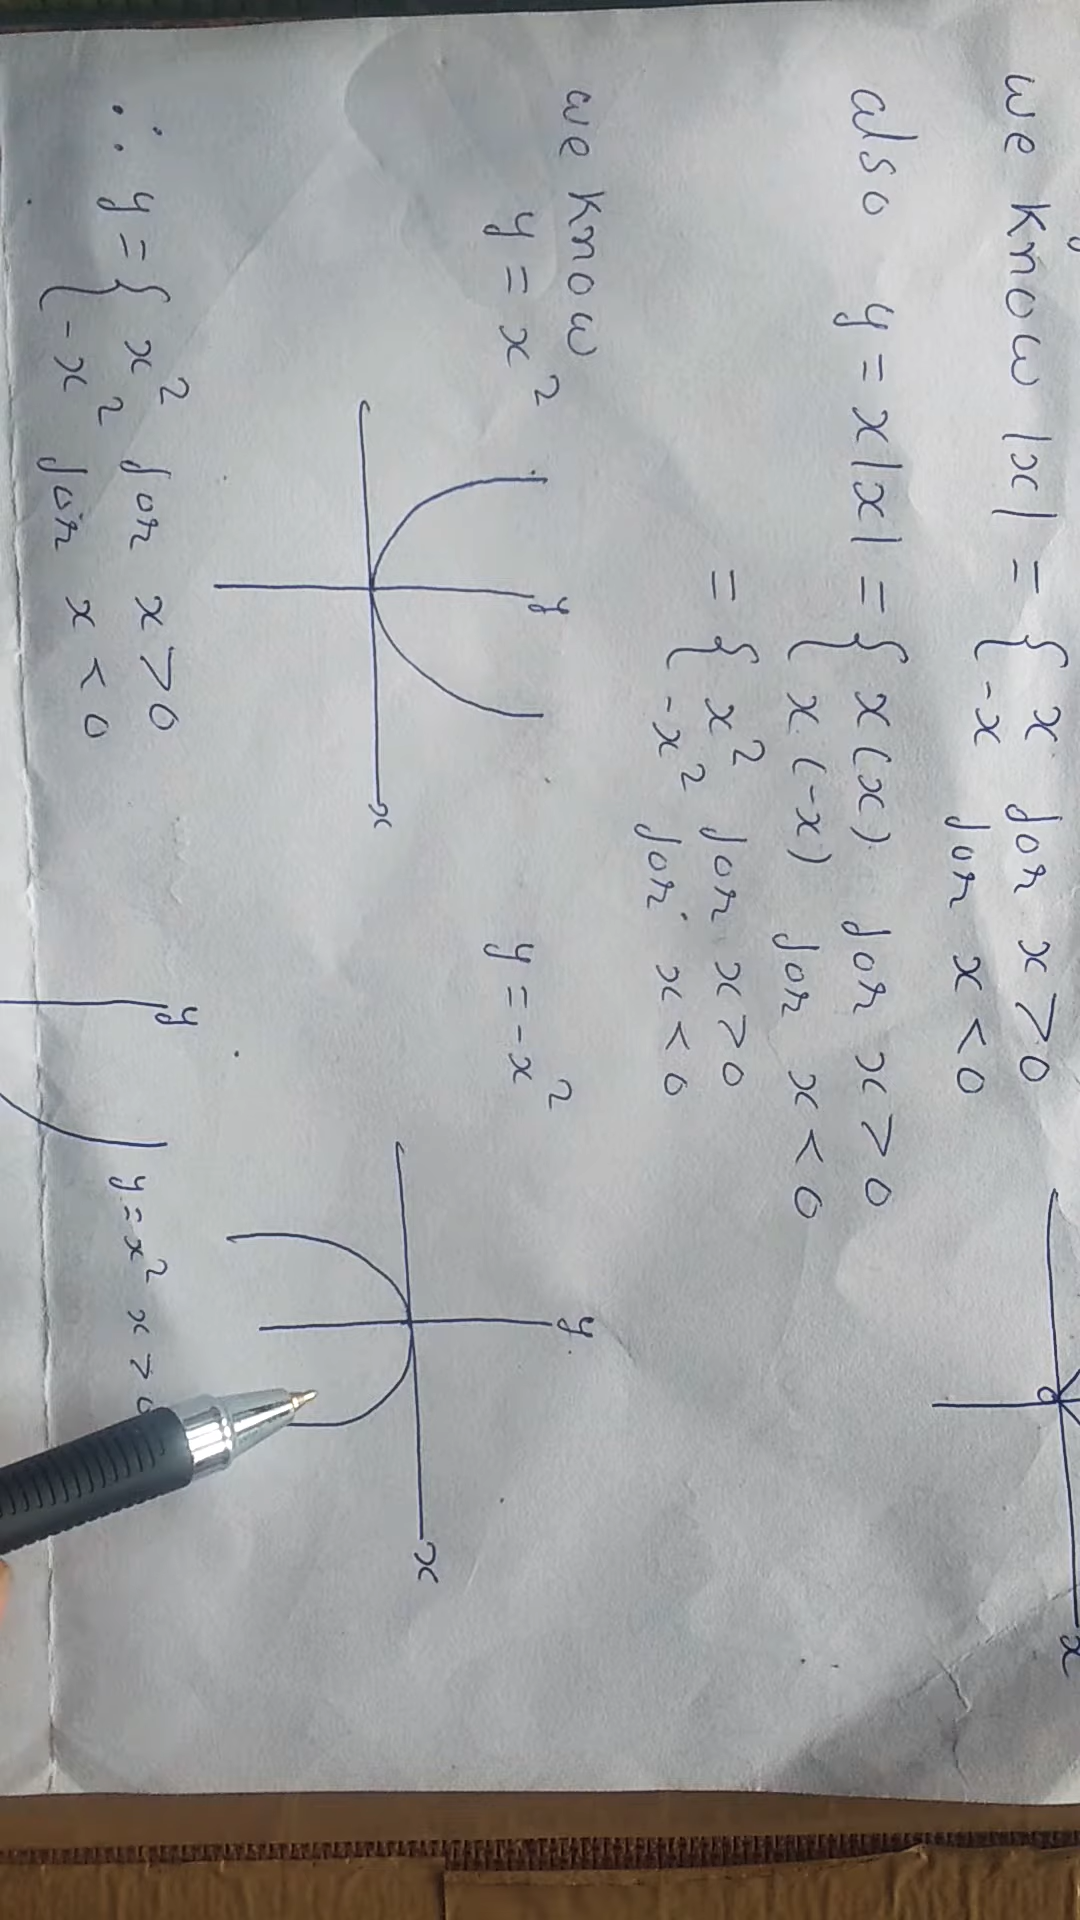 we know |x| = { x for x > 0
-x for x < 0
also y = x|x| = { x(x) for x > 0
x(-x) for x < 0
= { x² for x > 0
-x² for x < 0
we know
y = x²
y
x
y = -x²
y
x
∴ y = { x² for x > 0
-x² for x < 0
y
y = x² x > 0
0
x